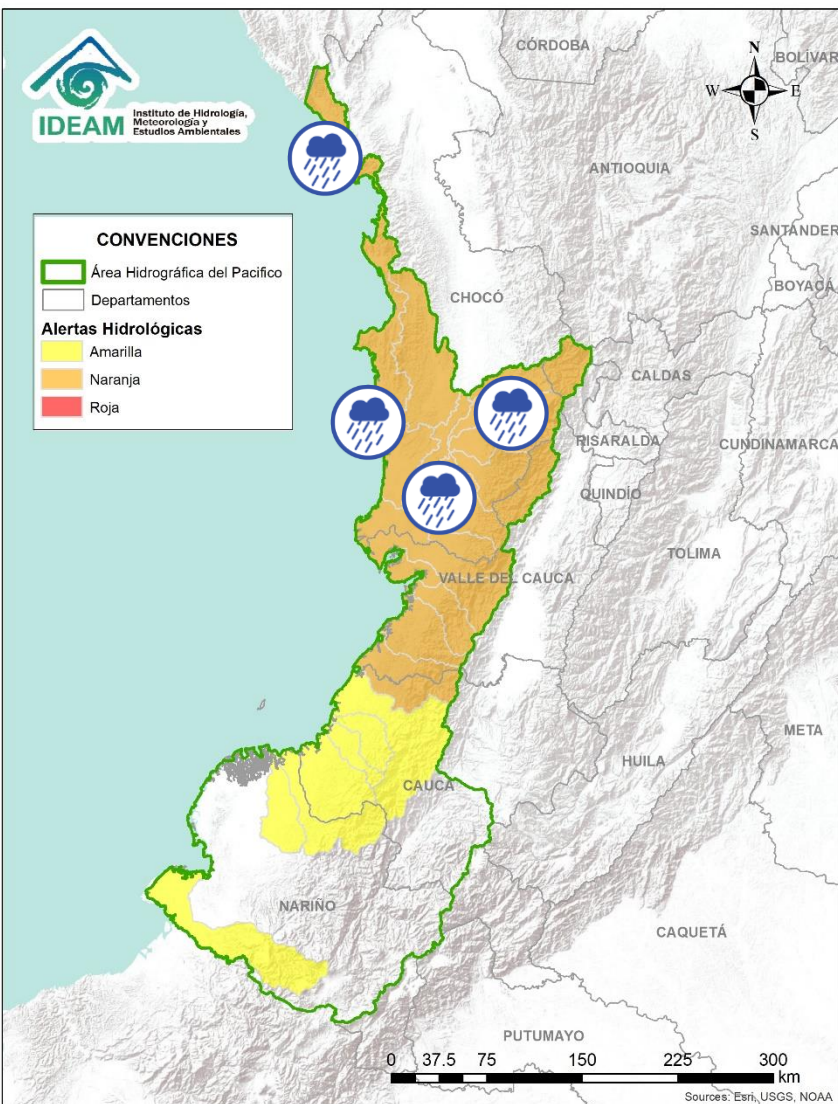 IDEAM
Instituto de Hidrología,
Meteorología y
Estudios Ambientales
N
W
E
S
CONVENCIONES
Área Hidrográfica del Pacifico
Departamentos
Alertas Hidrológicas
Amarilla
Naranja
Roja
CÓRDOBA
BOLÍVAR
ANTIOQUIA
SANTANDER
BOYACÁ
CHOCÓ
CALDAS
RISARALDA
CUNDINAMARCA
QUINDÍO
TOLIMA
VALLE DEL CAUCA
META
HUILA
CAUCA
NARIÑO
CAQUETÁ
PUTUMAYO
0 37.5 75 150 225 300
km
Sources: Esri, USGS, NOAA